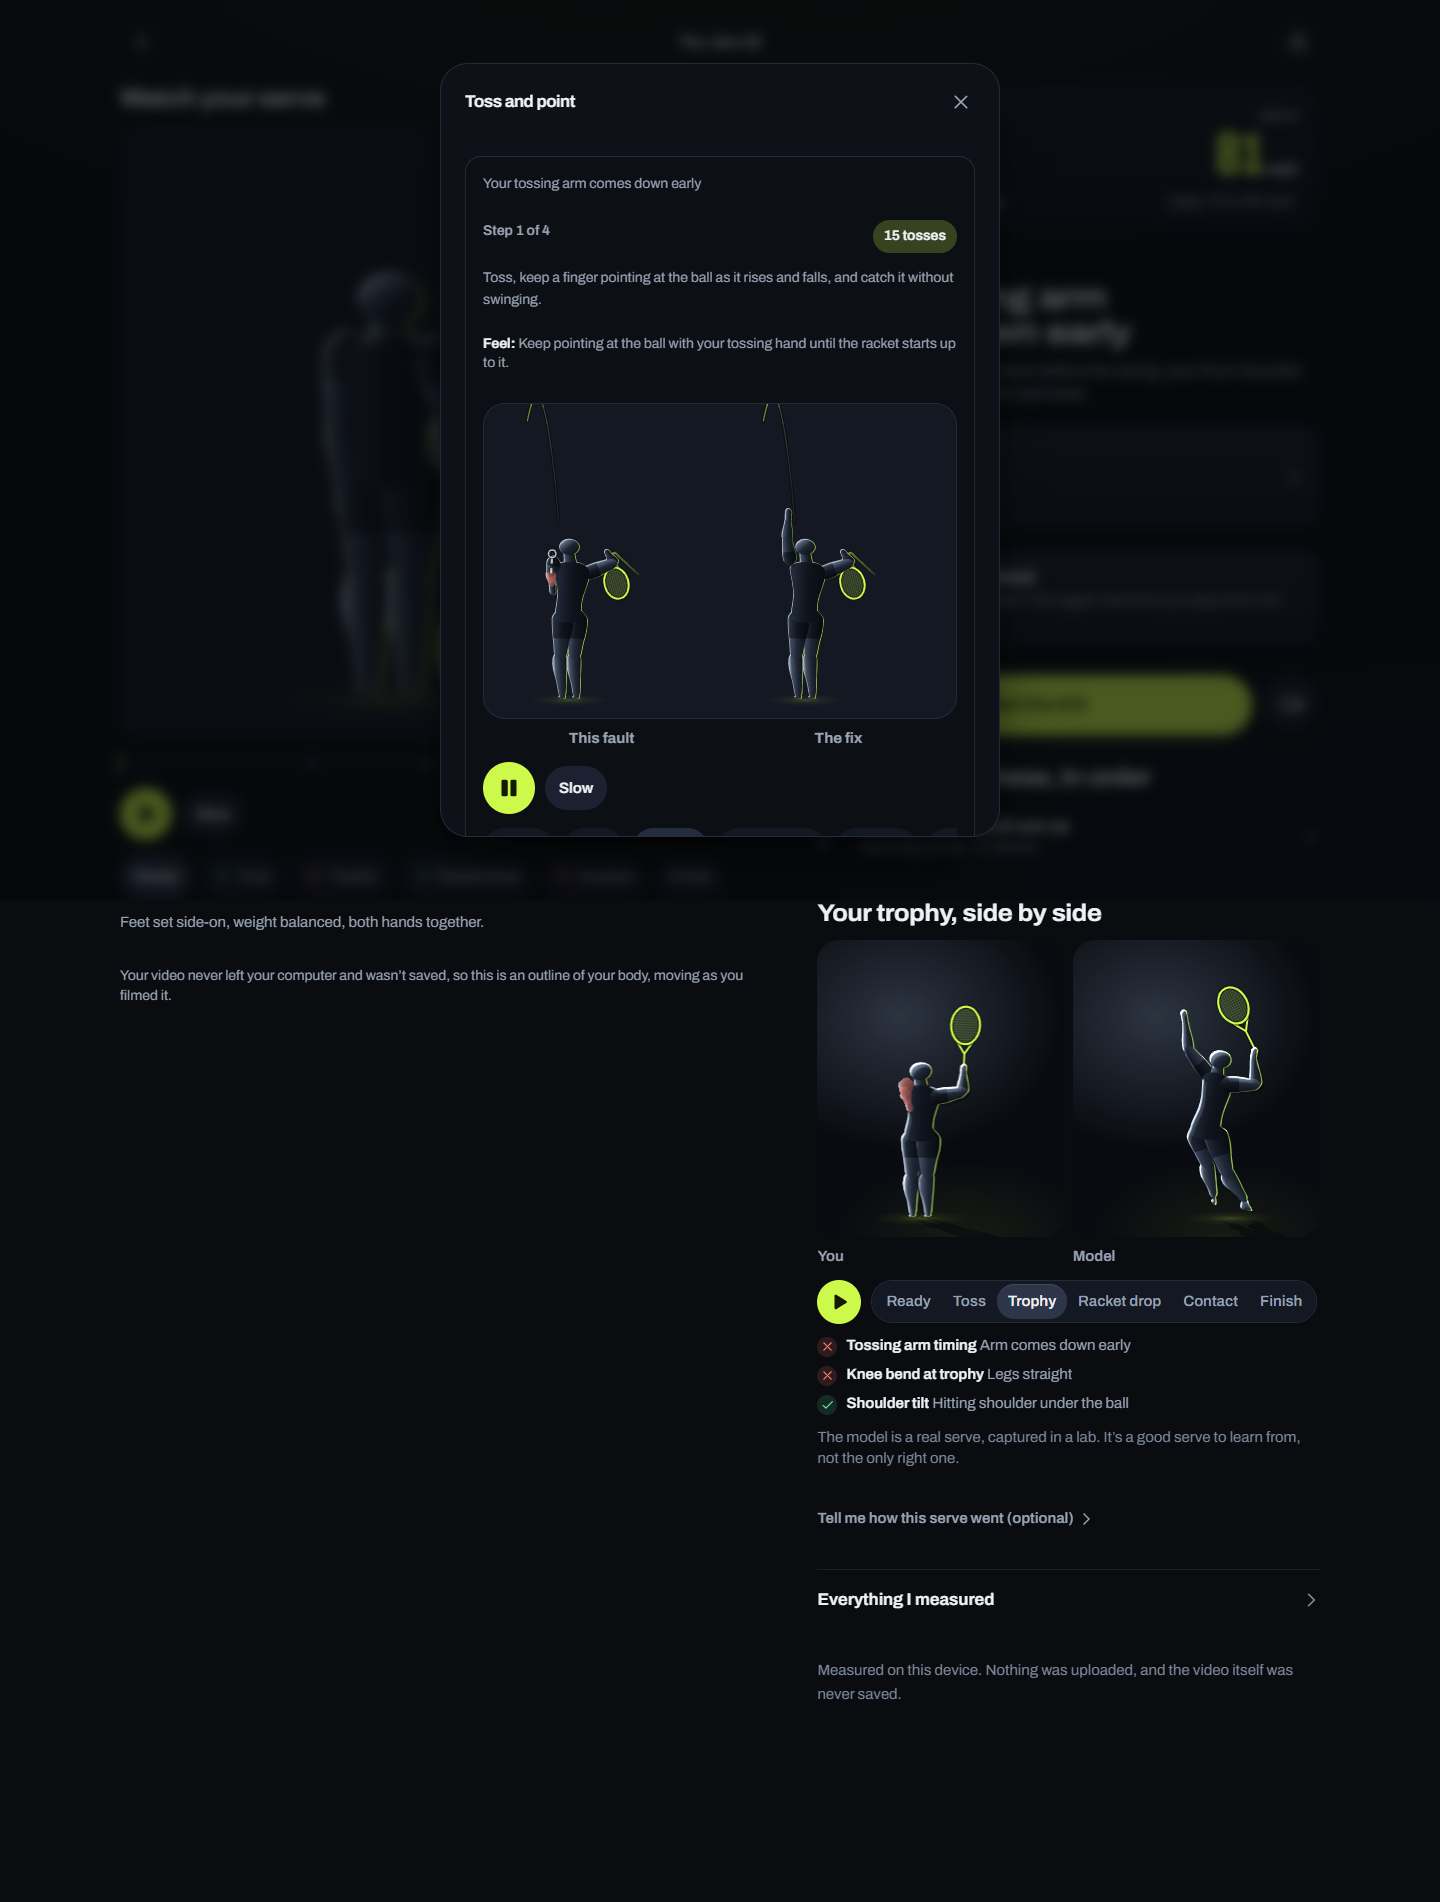 Watch your serve
81
Toss and point
Your tossing arm comes down early
Step 1 of 4
15 tosses
Toss, keep a finger pointing at the ball as it rises and falls, and catch it without
swinging.
Feel: Keep pointing at the ball with your tossing hand until the racket starts up
to it.
This fault
The fix
Slow
Feet set side-on, weight balanced, both hands together.
Your video never left your computer and wasn’t saved, so this is an outline of your body, moving as you
filmed it.
Your trophy, side by side
You
Model
Ready
Toss
Trophy
Racket drop
Contact
Finish
Tossing arm timing Arm comes down early
Knee bend at trophy Legs straight
Shoulder tilt Hitting shoulder under the ball
The model is a real serve, captured in a lab. It’s a good serve to learn from,
not the only right one.
Tell me how this serve went (optional)
Everything I measured
Measured on this device. Nothing was uploaded, and the video itself was
never saved.